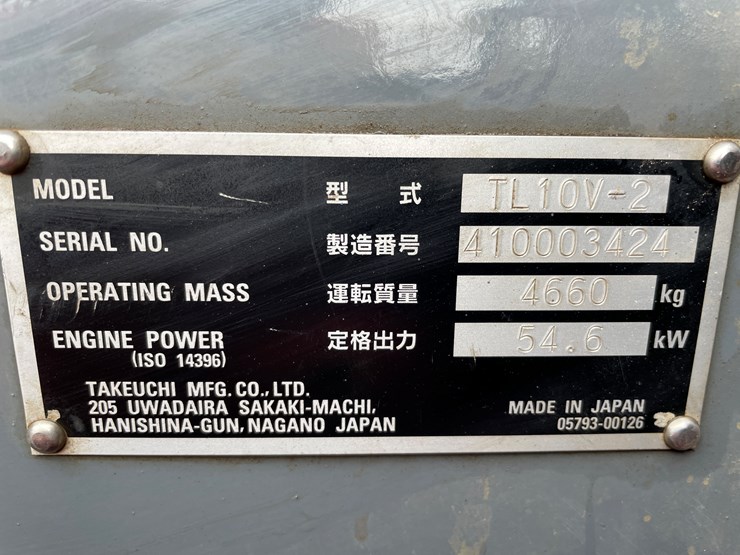 MODEL 型 式 TL10V-2
SERIAL NO. 製造番号 410003424
OPERATING MASS 運転質量 4660 kg
ENGINE POWER 定格出力 54.6 kW
(ISO 14396)
TAKEUCHI MFG. CO., LTD.
205 UWADAIRA SAKAKI-MACHI,
HANISHINA-GUN, NAGANO JAPAN
MADE IN JAPAN
05793-00126